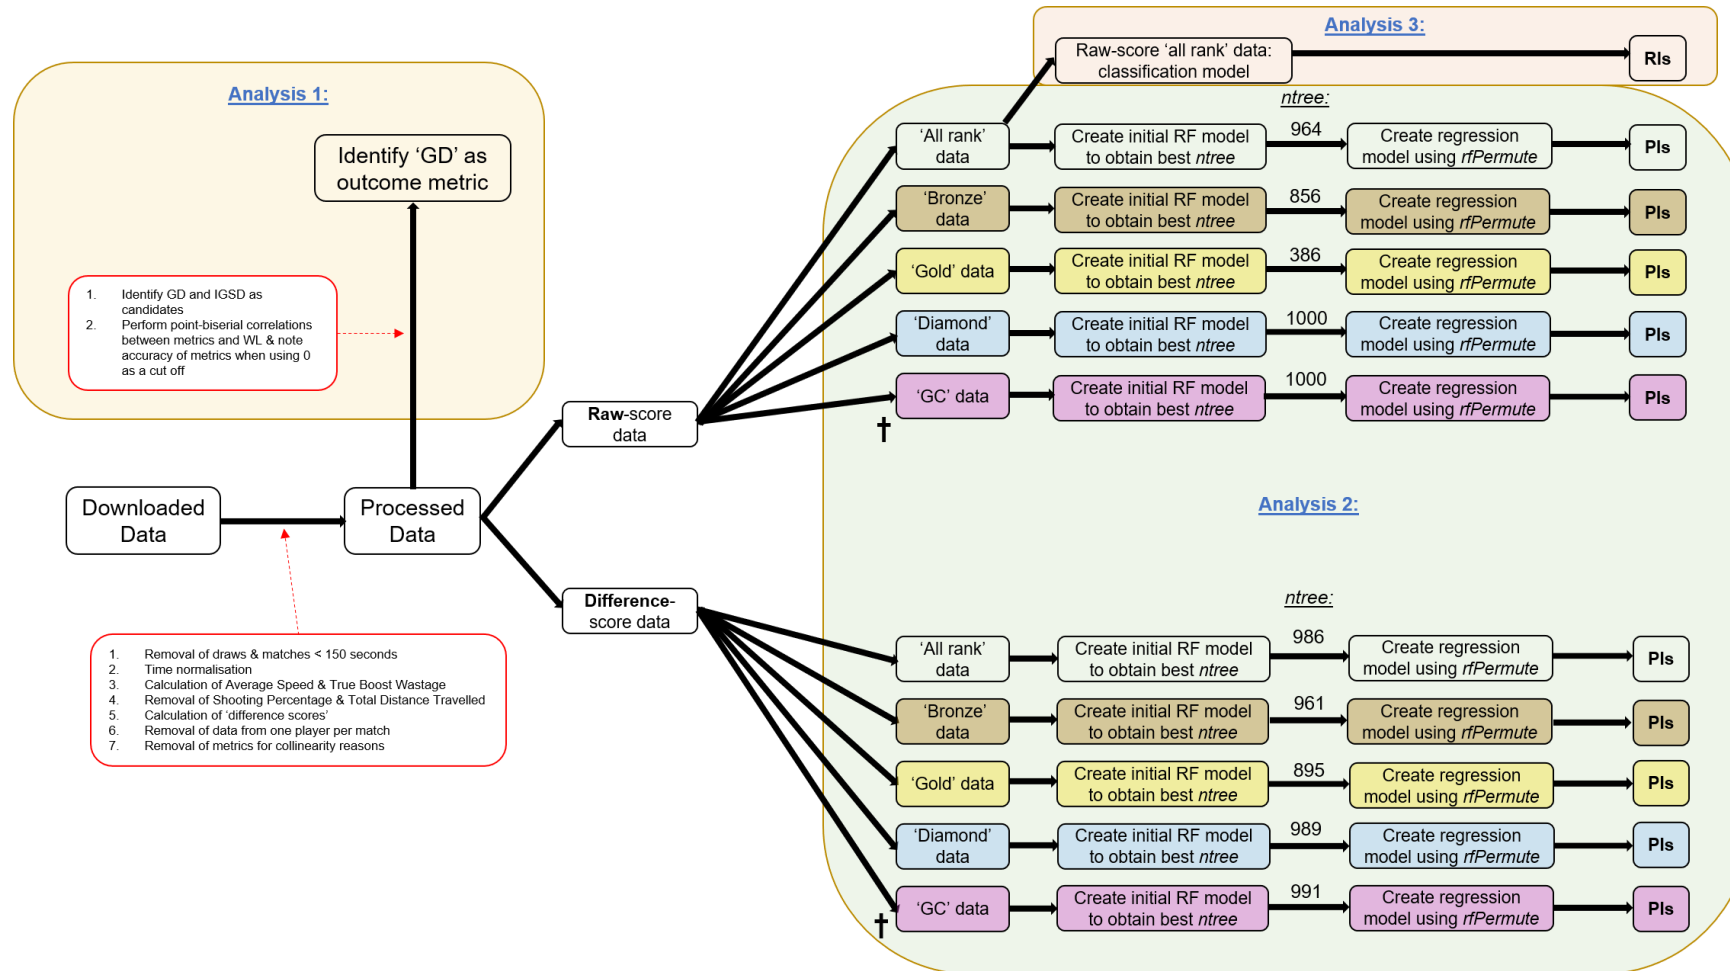 Analysis 3:
Raw-score ‘all rank’ data:
classification model
RIs
Analysis 1:
Identify ‘GD’ as
outcome metric
1. Identify GD and IGSD as
candidates
2. Perform point-biserial correlations
between metrics and WL & note
accuracy of metrics when using 0
as a cut off
Downloaded
Data
Processed
Data
1. Removal of draws & matches < 150 seconds
2. Time normalisation
3. Calculation of Average Speed & True Boost Wastage
4. Removal of Shooting Percentage & Total Distance Travelled
5. Calculation of ‘difference scores’
6. Removal of data from one player per match
7. Removal of metrics for collinearity reasons
Raw-score
data
Difference-
score data
ntree:
‘All rank’
data
Create initial RF model
to obtain best ntree
964
Create regression
model using rfPermute
PIs
‘Bronze’
data
Create initial RF model
to obtain best ntree
856
Create regression
model using rfPermute
PIs
‘Gold’ data
Create initial RF model
to obtain best ntree
386
Create regression
model using rfPermute
PIs
‘Diamond’
data
Create initial RF model
to obtain best ntree
1000
Create regression
model using rfPermute
PIs
‘GC’ data
Create initial RF model
to obtain best ntree
1000
Create regression
model using rfPermute
PIs
†
Analysis 2:
ntree:
‘All rank’
data
Create initial RF model
to obtain best ntree
986
Create regression
model using rfPermute
PIs
‘Bronze’
data
Create initial RF model
to obtain best ntree
961
Create regression
model using rfPermute
PIs
‘Gold’ data
Create initial RF model
to obtain best ntree
895
Create regression
model using rfPermute
PIs
‘Diamond’
data
Create initial RF model
to obtain best ntree
989
Create regression
model using rfPermute
PIs
‘GC’ data
Create initial RF model
to obtain best ntree
991
Create regression
model using rfPermute
PIs
†